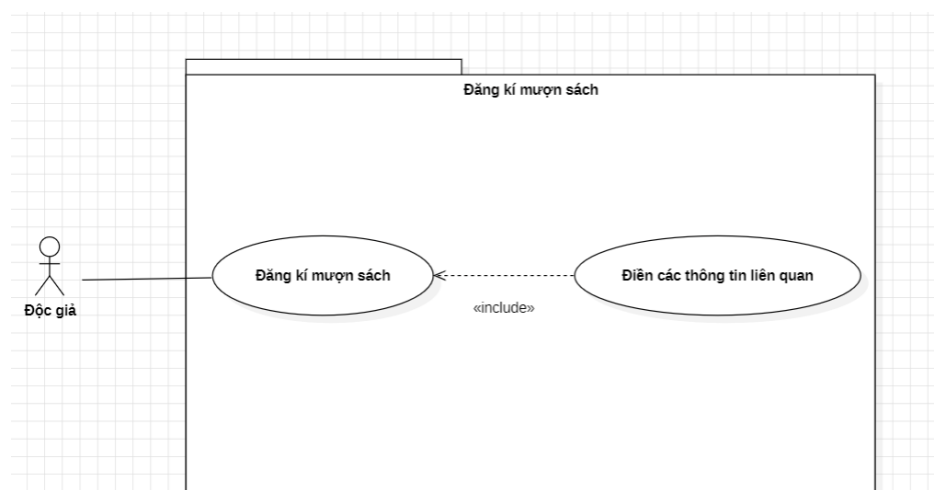 Đăng kí mượn sách
Đăng kí mượn sách
Điền các thông tin liên quan
«include»
Độc giả